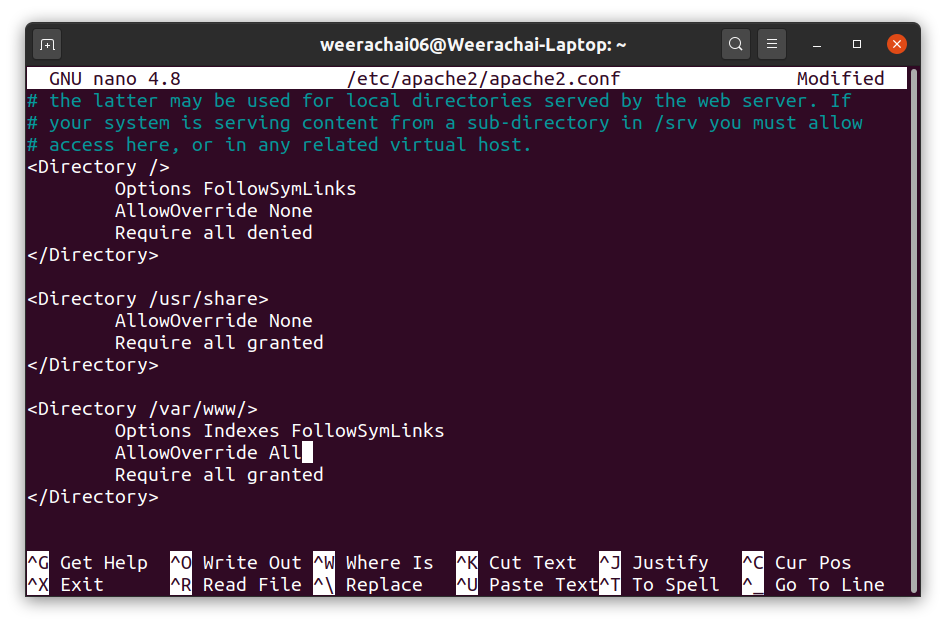 weerachai06@Weerachai-Laptop: ~
GNU nano 4.8 /etc/apache2/apache2.conf Modified
# the latter may be used for local directories served by the web server. If
# your system is serving content from a sub-directory in /srv you must allow
# access here, or in any related virtual host.
<Directory />
        Options FollowSymLinks
        AllowOverride None
        Require all denied
</Directory>

<Directory /usr/share>
        AllowOverride None
        Require all granted
</Directory>

<Directory /var/www/>
        Options Indexes FollowSymLinks
        AllowOverride All
        Require all granted
</Directory>

^G Get Help ^O Write Out ^W Where Is ^K Cut Text ^J Justify ^C Cur Pos
^X Exit ^R Read File ^\ Replace ^U Paste Text ^T To Spell ^_ Go To Line